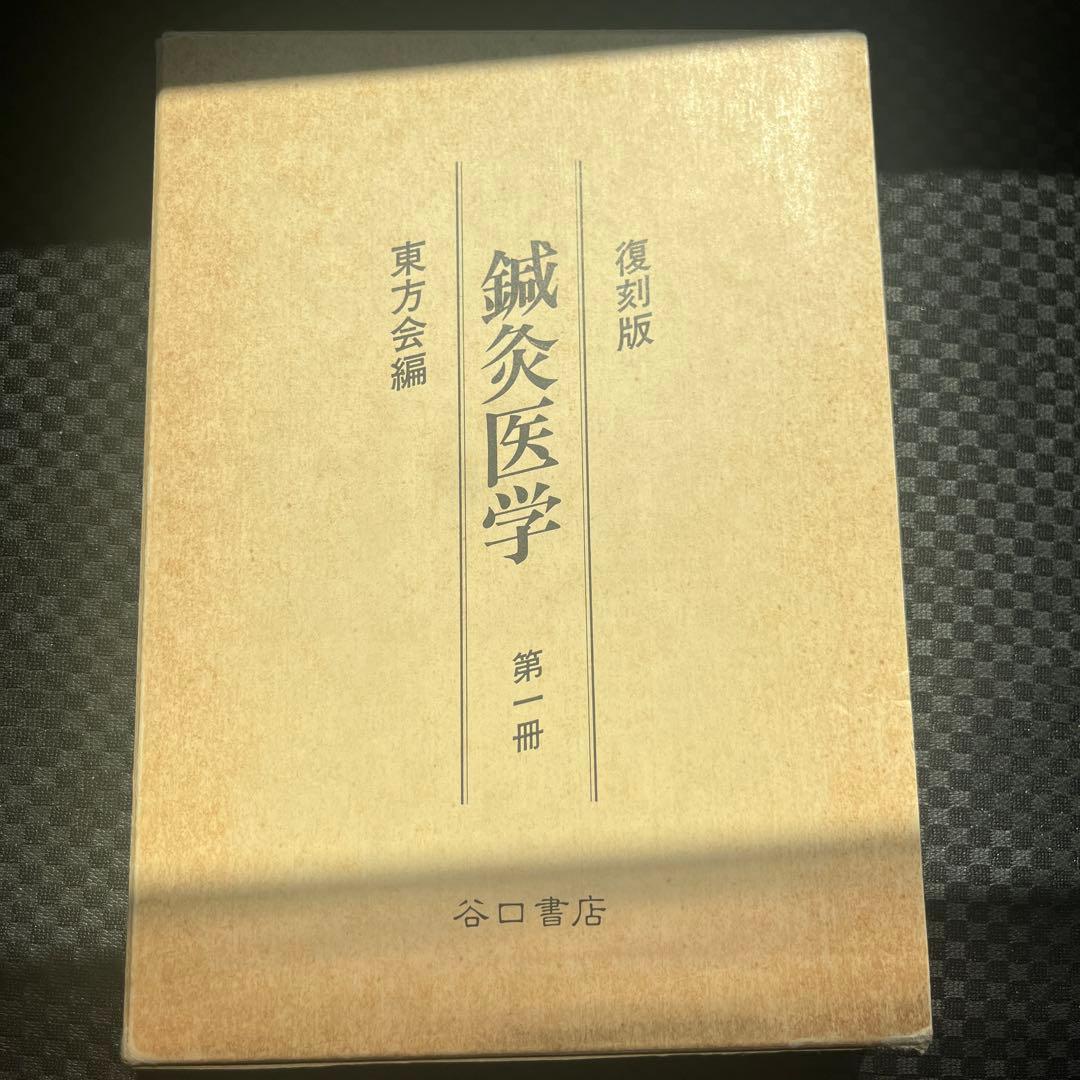 復刻版
鍼灸医学 第一冊
東方会編
谷口書店